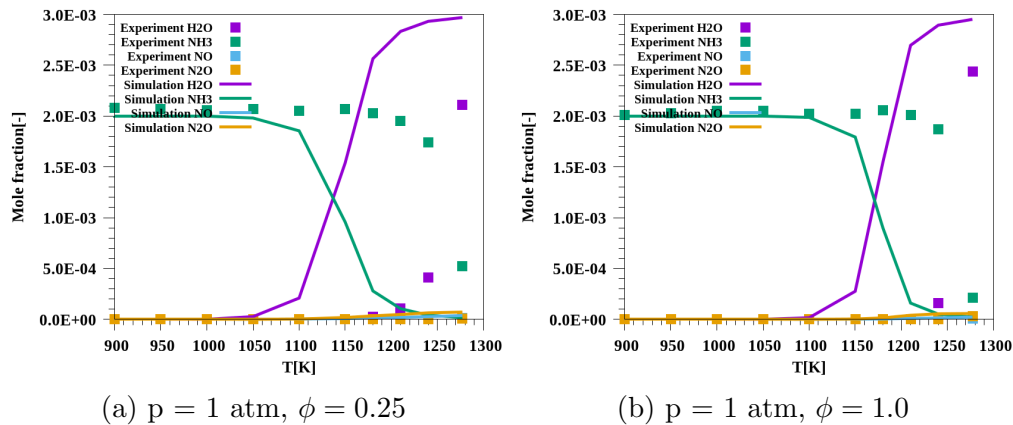 3.0E-03
2.5E-03
2.0E-03
1.5E-03
1.0E-03
5.0E-04
0.0E+00
Mole fraction[-]
Experiment H2O
Experiment NH3
Experiment NO
Experiment N2O
Simulation H2O
Simulation NH3
Simulation NO
Simulation N2O
900 950 1000 1050 1100 1150 1200 1250 1300
T[K]
(a) p = 1 atm, ϕ = 0.25
3.0E-03
2.5E-03
2.0E-03
1.5E-03
1.0E-03
5.0E-04
0.0E+00
Mole fraction[-]
Experiment H2O
Experiment NH3
Experiment NO
Experiment N2O
Simulation H2O
Simulation NH3
Simulation NO
Simulation N2O
900 950 1000 1050 1100 1150 1200 1250 1300
T[K]
(b) p = 1 atm, ϕ = 1.0